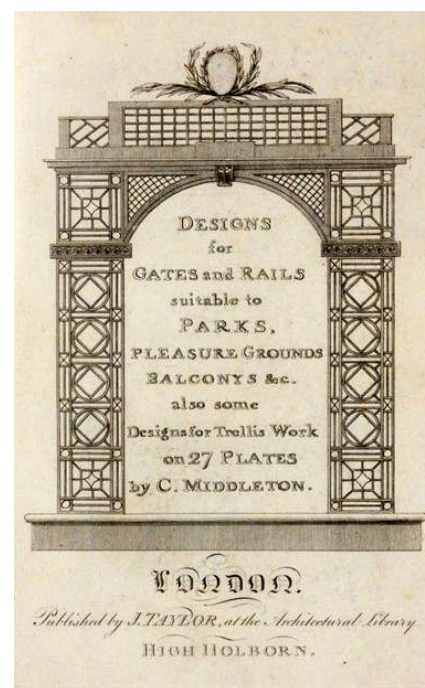 DESIGNS
for
GATES and RAILS
suitable to
PARKS,
PLEASURE GROUNDS
BALCONYS &c.
also some
Designs for Trellis Work
on 27 PLATES
by C. MIDDLETON.
LONDON.
Published by J. TAYLOR, at the Architectural Library
HIGH HOLBORN.